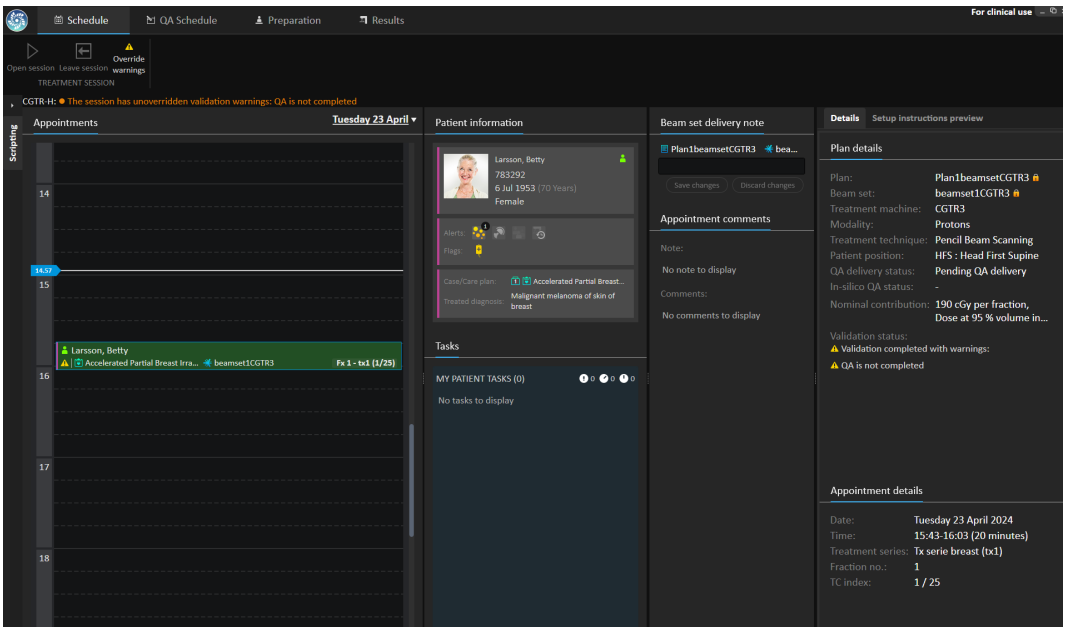 Schedule
QA Schedule
Preparation
Results
For clinical use
Open session
Leave session
Override
warnings
TREATMENT SESSION
CGTR-H: The session has unoverridden validation warnings: QA is not completed
Scripting
Appointments
Tuesday 23 April
14
14.57
15
Larsson, Betty
Accelerated Partial Breast Irra... beamset1CGTR3 Fx 1 - tx1 (1/25)
16
17
18
Patient information
Larsson, Betty
783292
6 Jul 1953 (70 Years)
Female
Alerts: 1
Flags:
Case/Care plan: Accelerated Partial Breast...
Treated diagnosis: Malignant melanoma of skin of
breast
Tasks
MY PATIENT TASKS (0) 0 0 0
No tasks to display
Beam set delivery note
Plan1beamsetCGTR3 bea...
Save changes
Discard changes
Appointment comments
Note:
No note to display
Comments:
No comments to display
Details
Setup instructions preview
Plan details
Plan: Plan1beamsetCGTR3
Beam set: beamset1CGTR3
Treatment machine: CGTR3
Modality: Protons
Treatment technique: Pencil Beam Scanning
Patient position: HFS : Head First Supine
QA delivery status: Pending QA delivery
In-silico QA status: -
Nominal contribution: 190 cGy per fraction,
Dose at 95 % volume in...
Validation status:
Validation completed with warnings:
QA is not completed
Appointment details
Date: Tuesday 23 April 2024
Time: 15:43-16:03 (20 minutes)
Treatment series: Tx serie breast (tx1)
Fraction no.: 1
TC index: 1 / 25